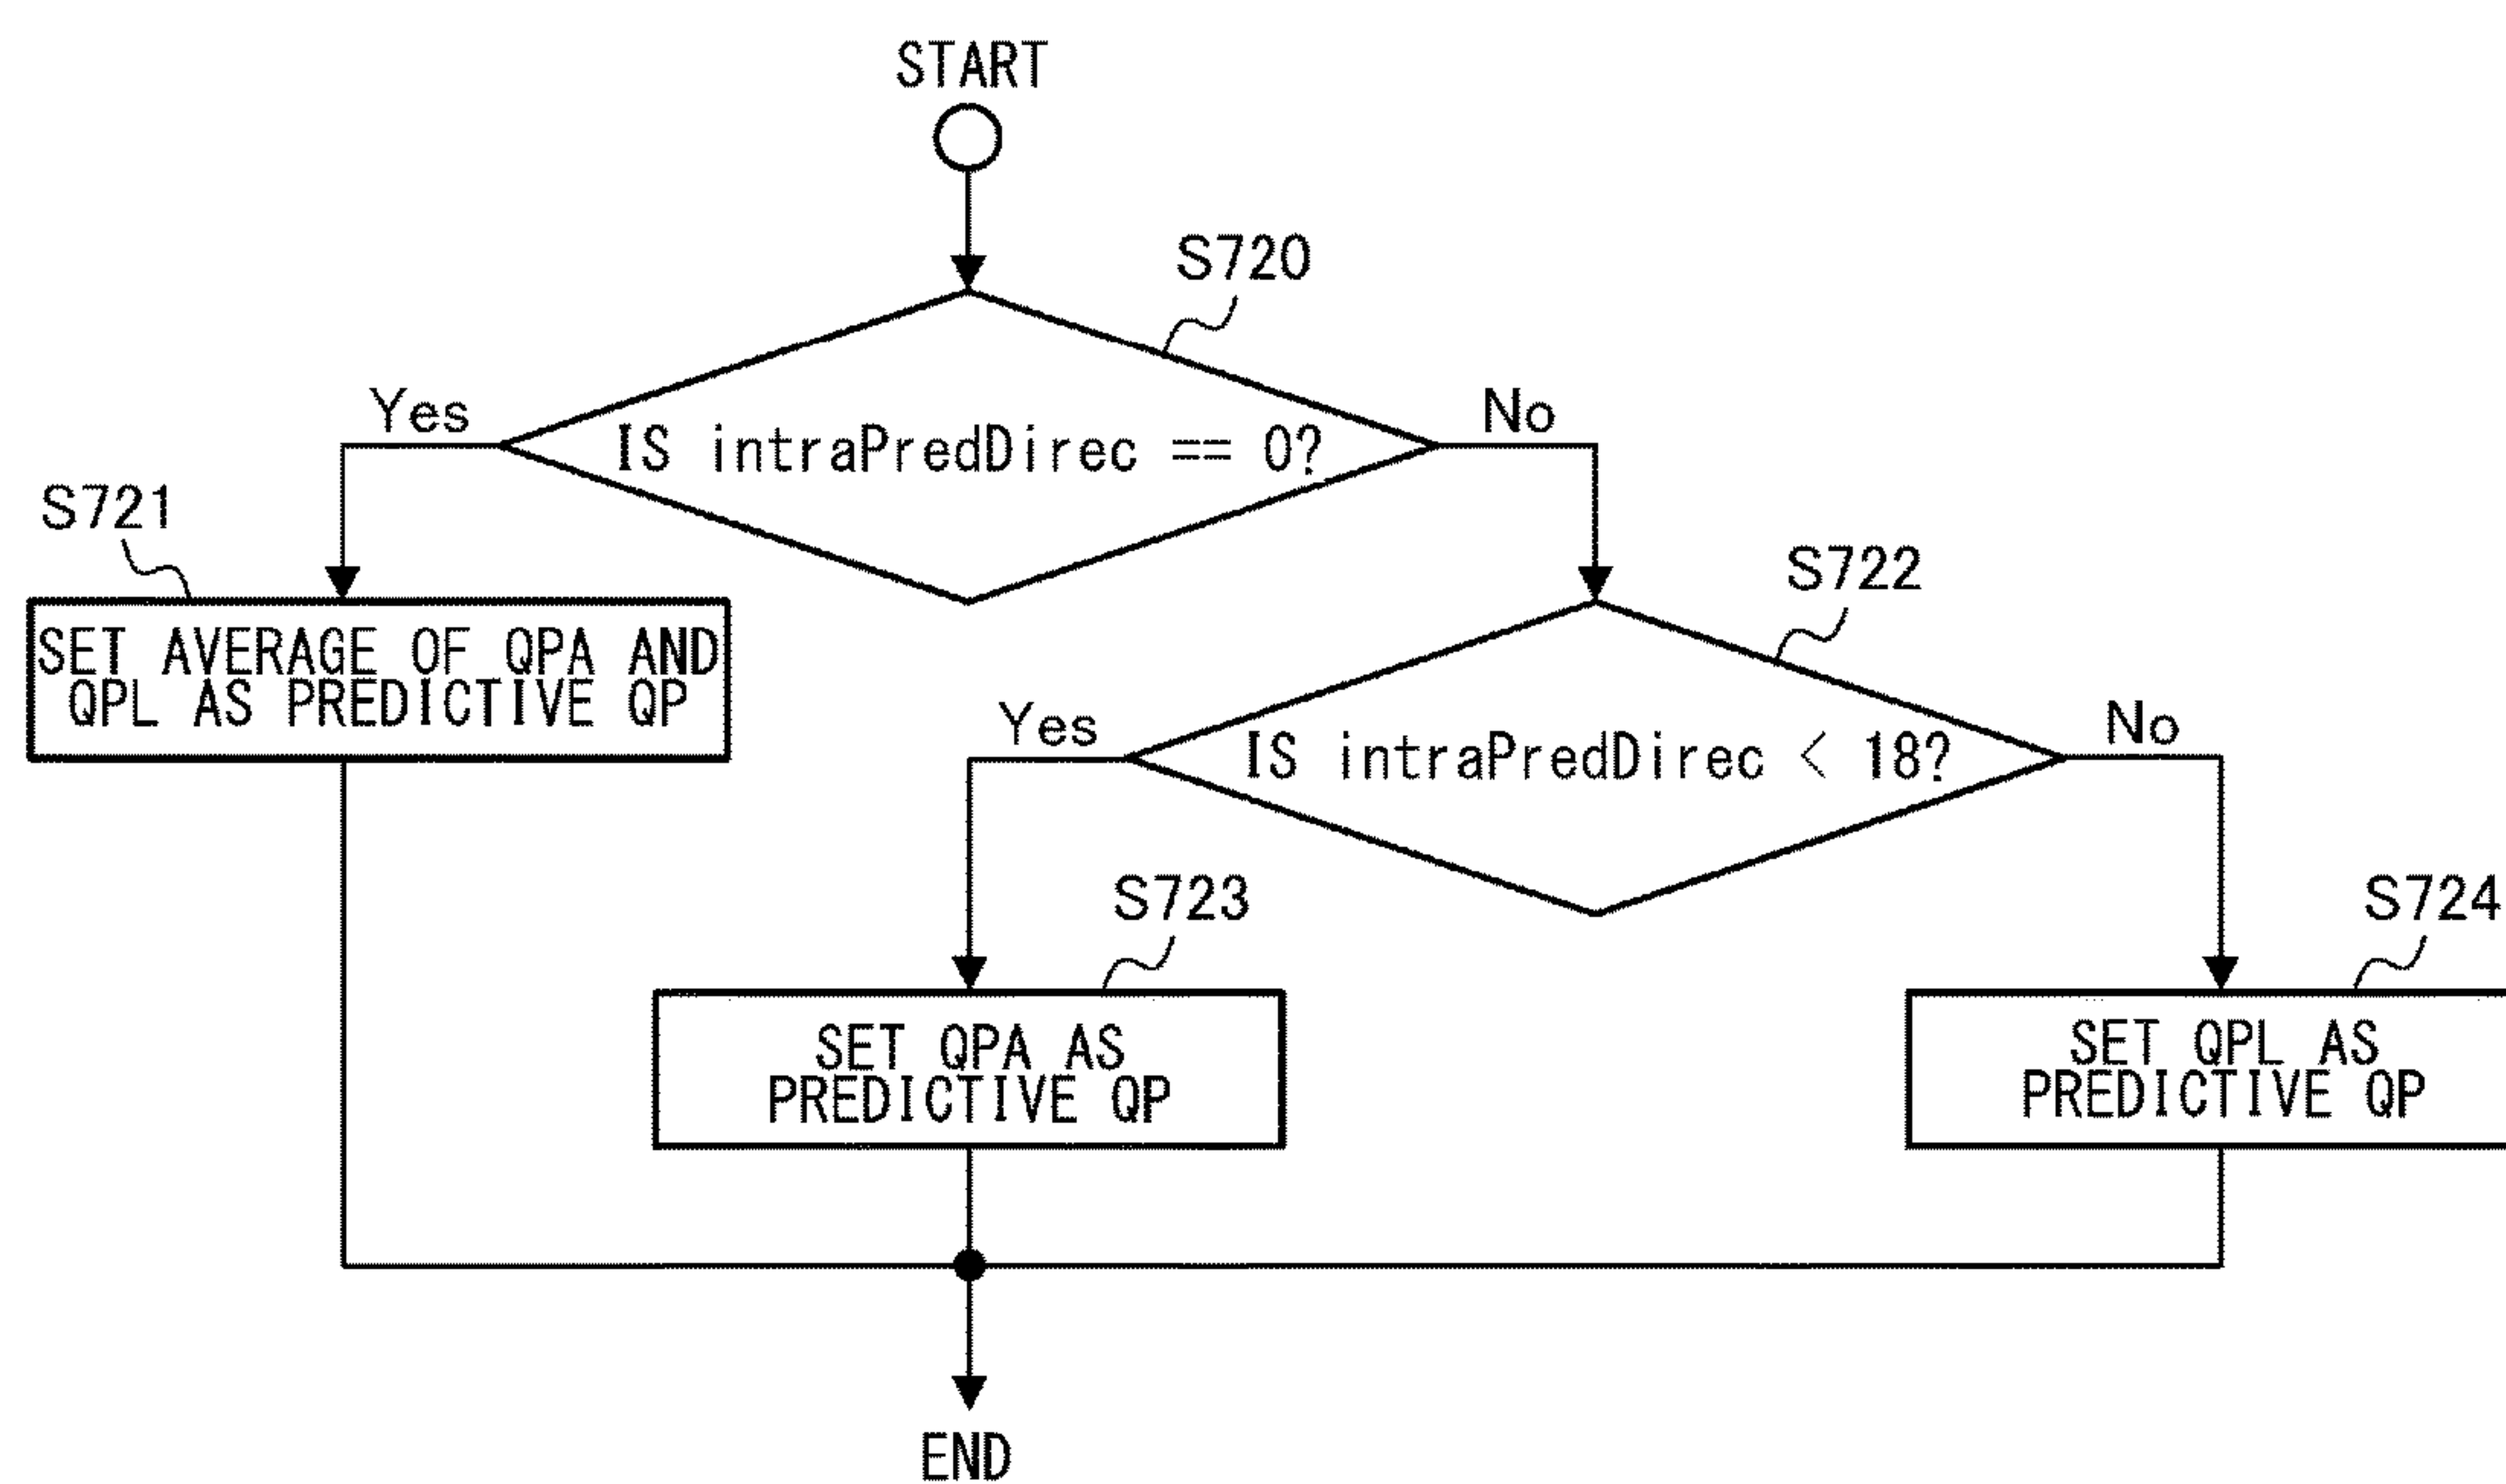 START
S720
Yes
No
IS intraPredDirec == 0?
S721
S722
SET AVERAGE OF QPA AND
QPL AS PREDICTIVE QP
Yes
No
IS intraPredDirec < 18?
S723
S724
SET QPA AS
PREDICTIVE QP
SET QPL AS
PREDICTIVE QP
END